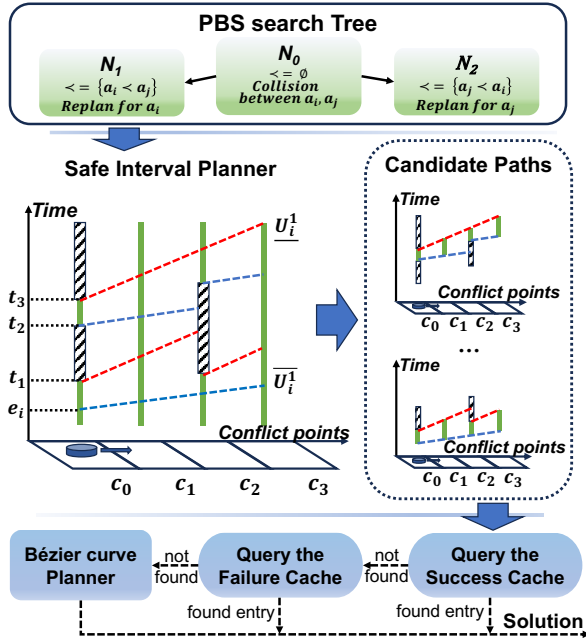 PBS search Tree
N₁
≺ = {aᵢ ≺ aⱼ}
Replan for aᵢ
N₀
≺ = ∅
Collision
between aᵢ, aⱼ
N₂
≺ = {aⱼ ≺ aᵢ}
Replan for aⱼ
Safe Interval Planner
Time
t₃
t₂
t₁
eᵢ
Uᵢ¹
Uᵢ¹
Conflict points
c₀ c₁ c₂ c₃
Candidate Paths
Time
Conflict points
c₀ c₁ c₂ c₃
...
Time
Conflict points
c₀ c₁ c₂ c₃
Bézier curve
Planner
not
found
Query the
Failure Cache
not
found
Query the
Success Cache
found entry
found entry
Solution